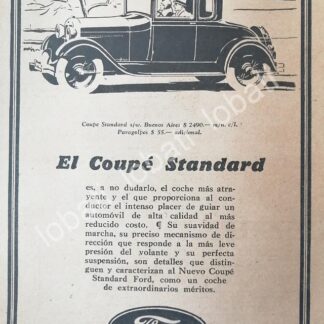 Coupe Standard s/w. Buenos Aires $ 2490.— m/n. c/l.
Paragolpes $ 55.— adicional.
El Coupé Standard
es, a no dudarlo, el coche más atra-
yente y el que proporciona al con-
ductor el intenso placer de guiar un
automóvil de alta calidad al más
reducido costo. ¶ Su suavidad de
marcha, su preciso mecanismo de di-
rección que responde a la más leve
presión del volante y su perfecta
suspensión, son detalles que distin-
guen y caracterizan al Nuevo Coupé
Standard Ford, como un coche
de extraordinarios méritos.